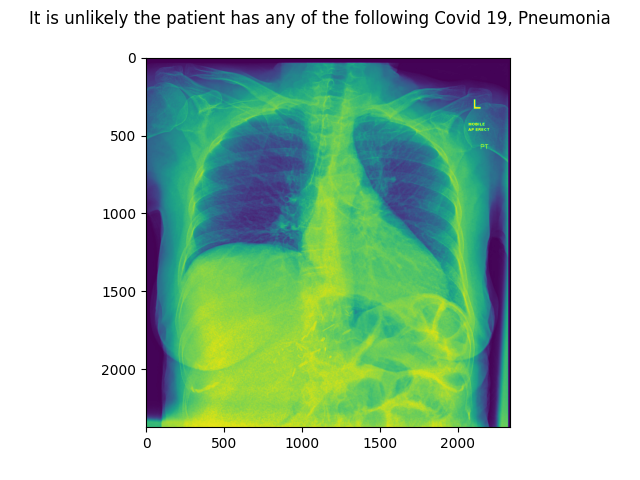 It is unlikely the patient has any of the following Covid 19, Pneumonia
0
500
1000
1500
2000
0
500
1000
1500
2000
L
MOBILE
AP ERECT
PT